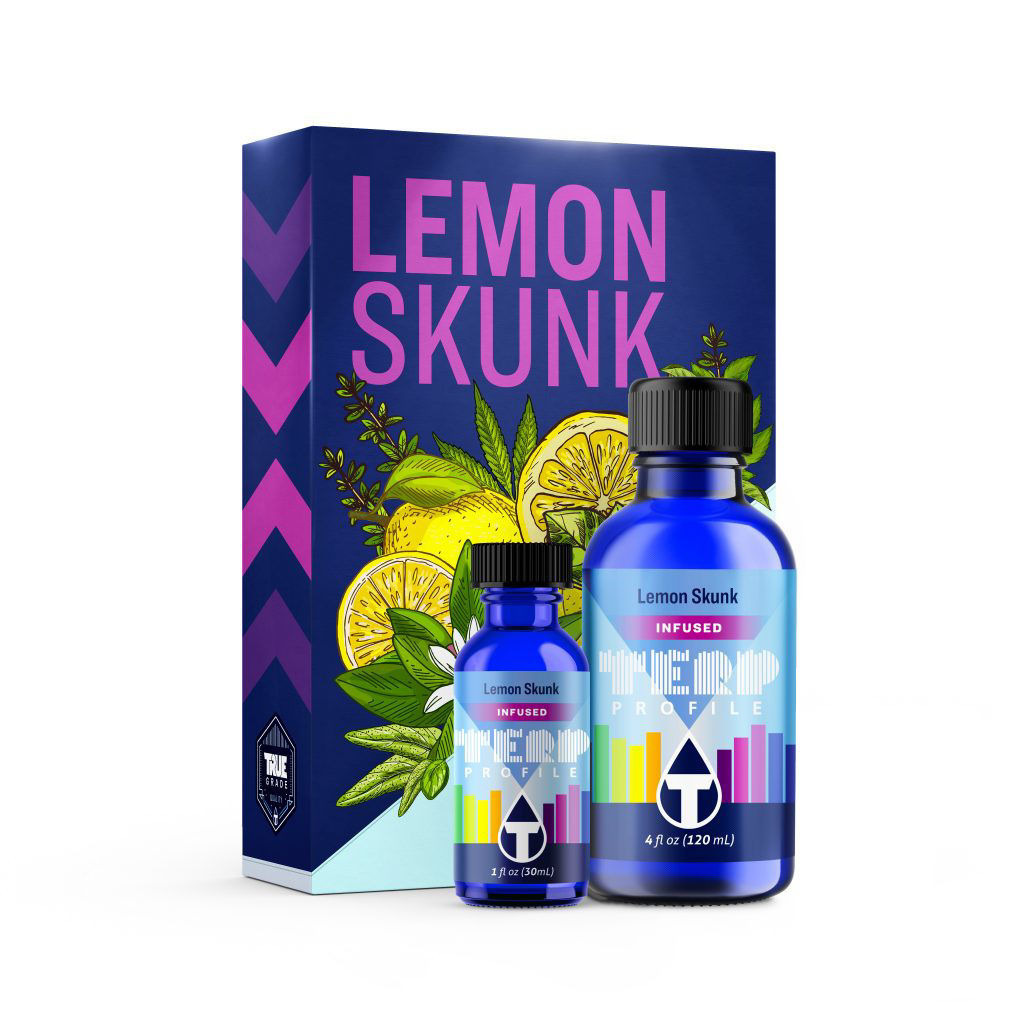 LEMON
SKUNK
TRUE
GRADE
QUALITY
T
Lemon Skunk
INFUSED
TERP
PROFILE
T
1 fl oz (30mL)
Lemon Skunk
INFUSED
TERP
PROFILE
T
4 fl oz (120 mL)